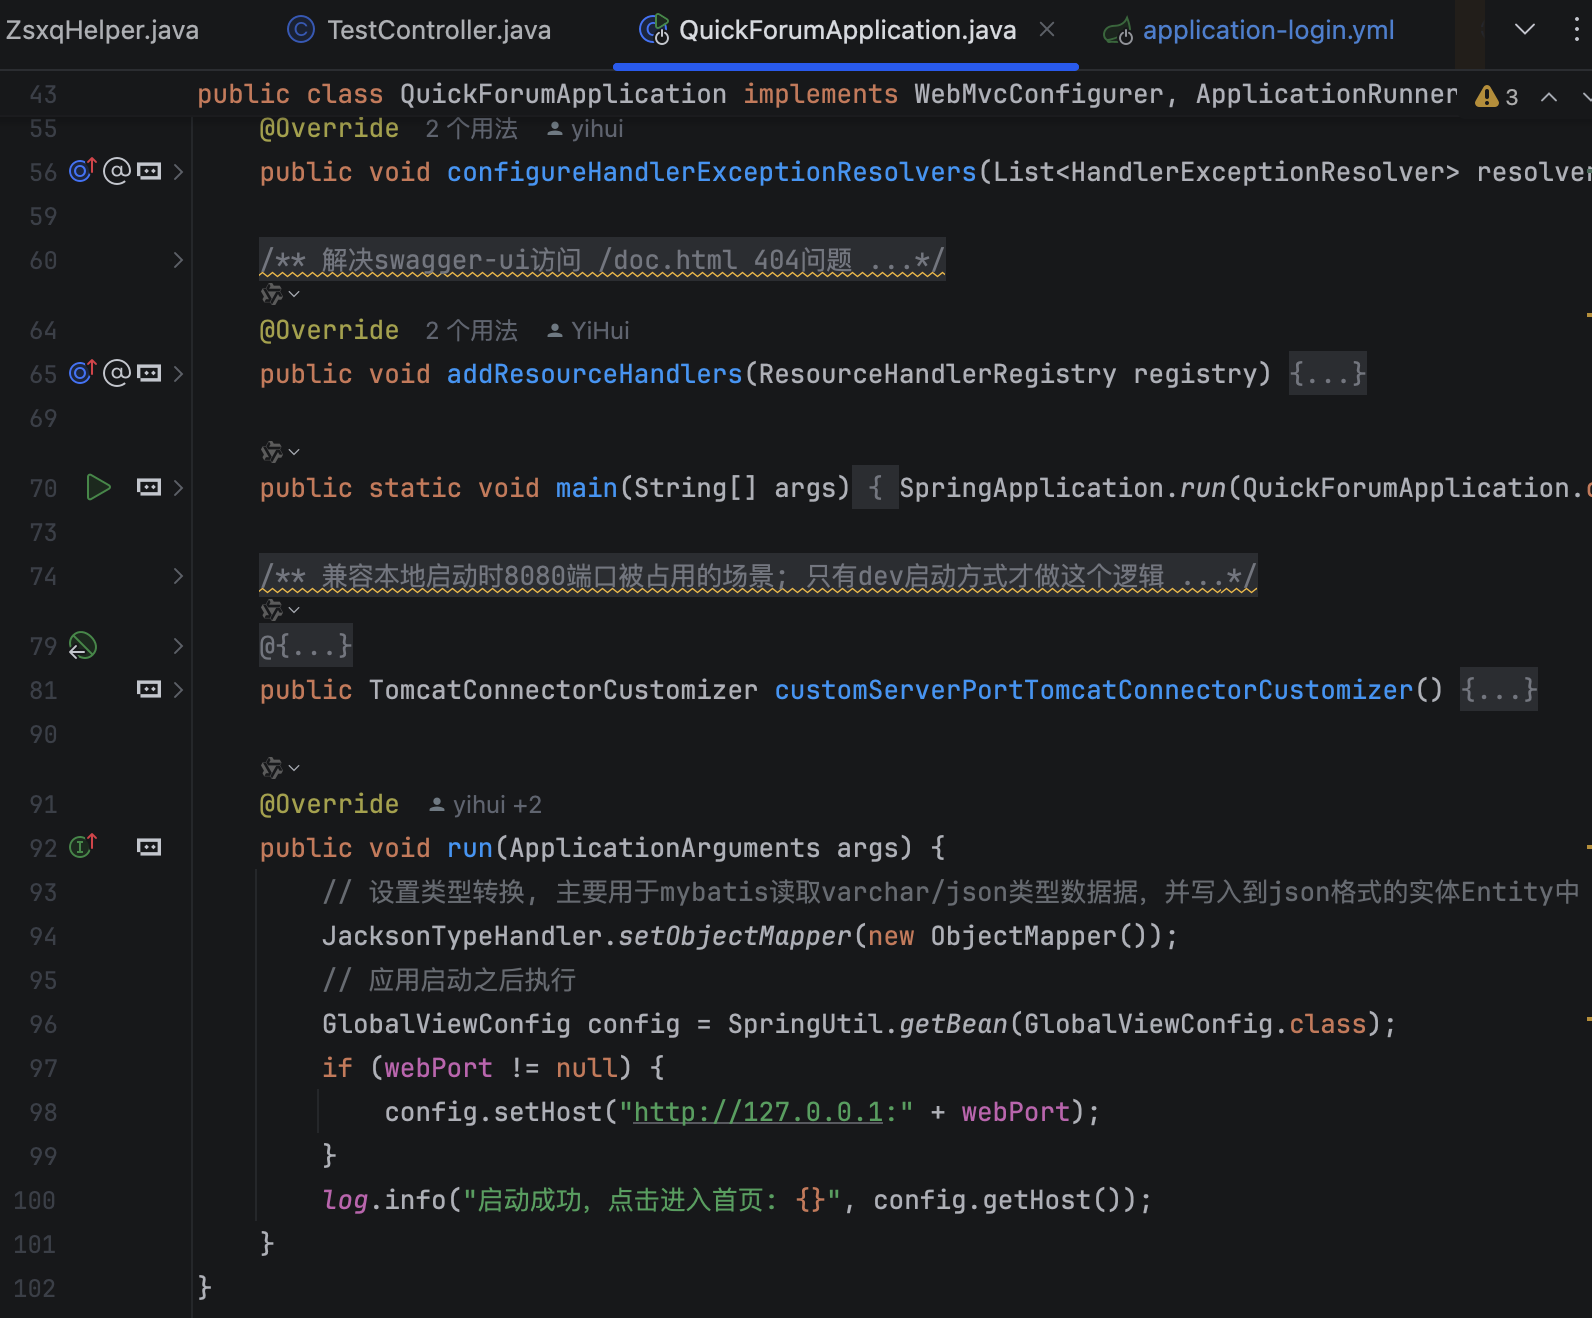 ZsxqHelper.java TestController.java QuickForumApplication.java application-login.yml
43 public class QuickForumApplication implements WebMvcConfigurer, ApplicationRunner 3
55 @Override 2 个用法 yihui
56 public void configureHandlerExceptionResolvers(List<HandlerExceptionResolver> resolver
59
60 /** 解决swagger-ui访问 /doc.html 404问题 ...*/
64 @Override 2 个用法 YiHui
65 public void addResourceHandlers(ResourceHandlerRegistry registry) {...}
69
70 public static void main(String[] args) { SpringApplication.run(QuickForumApplication.
73
74 /** 兼容本地启动时8080端口被占用的场景; 只有dev启动方式才做这个逻辑 ...*/
79 @{...}
81 public TomcatConnectorCustomizer customServerPortTomcatConnectorCustomizer() {...}
90
91 @Override yihui +2
92 public void run(ApplicationArguments args) {
93 // 设置类型转换, 主要用于mybatis读取varchar/json类型数据据，并写入到json格式的实体Entity中
94 JacksonTypeHandler.setObjectMapper(new ObjectMapper());
95 // 应用启动之后执行
96 GlobalViewConfig config = SpringUtil.getBean(GlobalViewConfig.class);
97 if (webPort != null) {
98 config.setHost("http://127.0.0.1:" + webPort);
99 }
100 log.info("启动成功，点击进入首页: {}", config.getHost());
101 }
102 }